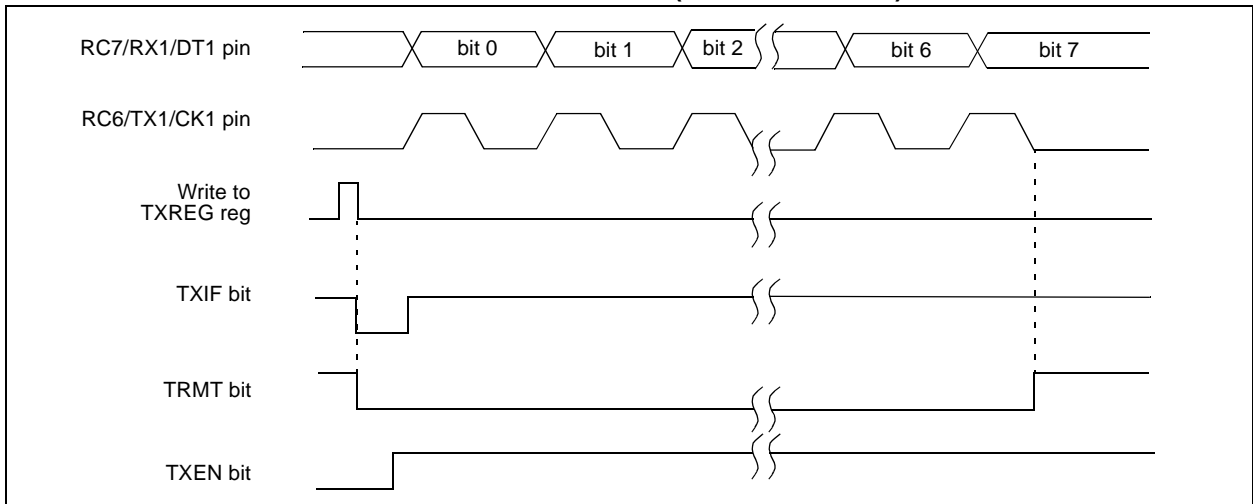 RC7/RX1/DT1 pin
bit 0
bit 1
bit 2
bit 6
bit 7
RC6/TX1/CK1 pin
Write to
TXREG reg
TXIF bit
TRMT bit
TXEN bit